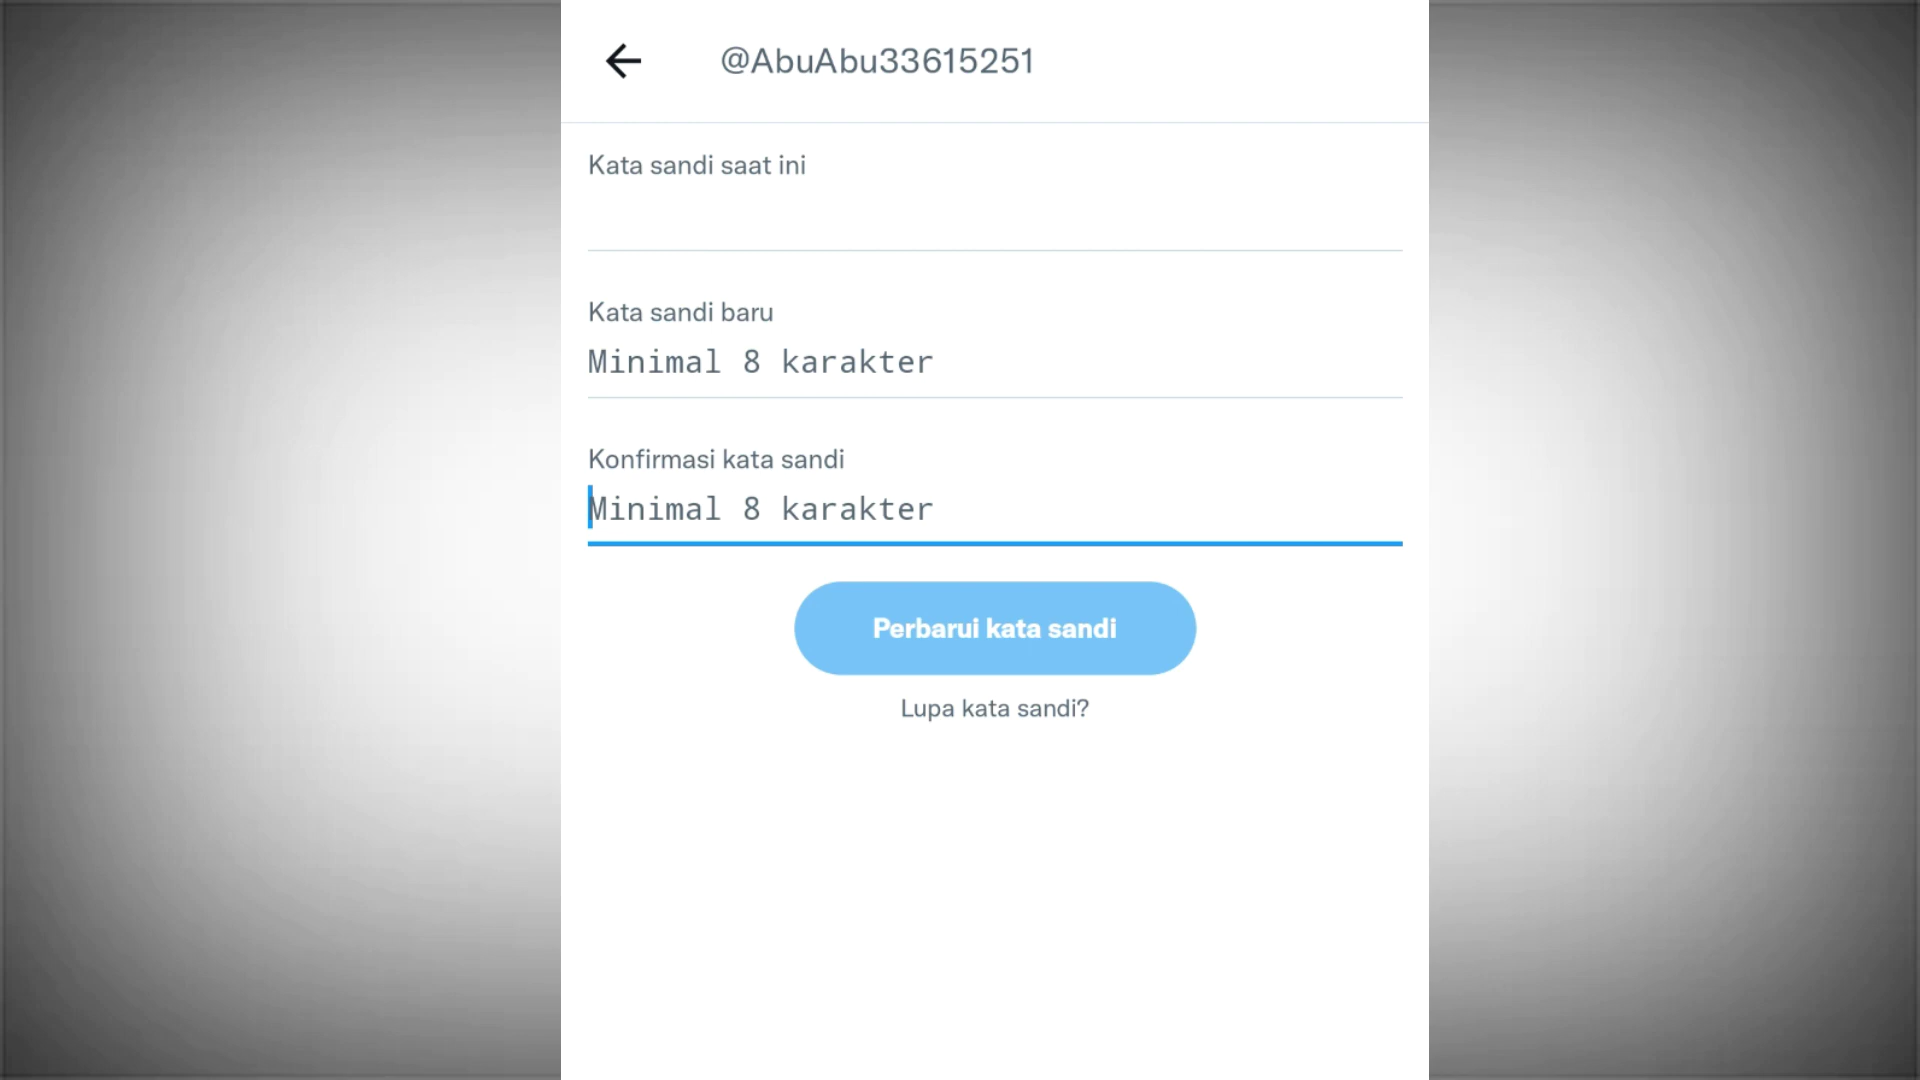 @AbuAbu33615251
Kata sandi saat ini
Kata sandi baru
Minimal 8 karakter
Konfirmasi kata sandi
Minimal 8 karakter
Perbarui kata sandi
Lupa kata sandi?